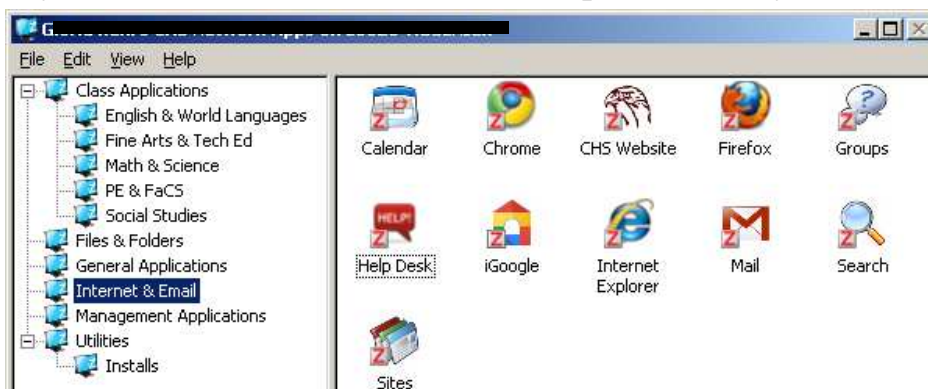 File Edit View Help
Class Applications
English & World Languages
Fine Arts & Tech Ed
Math & Science
PE & FaCS
Social Studies
Files & Folders
General Applications
Internet & Email
Management Applications
Utilities
Installs
Calendar Chrome CHS Website Firefox Groups
HELP!
Help Desk iGoogle Internet Explorer Mail Search
Sites